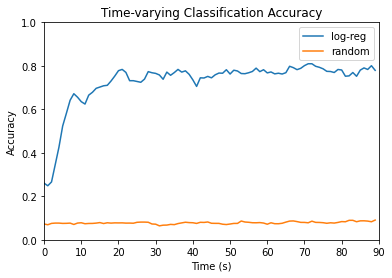 Time-varying Classification Accuracy
1.0
0.8
0.6
0.4
0.2
0.0
Accuracy
log-reg
random
0 10 20 30 40 50 60 70 80 90
Time (s)